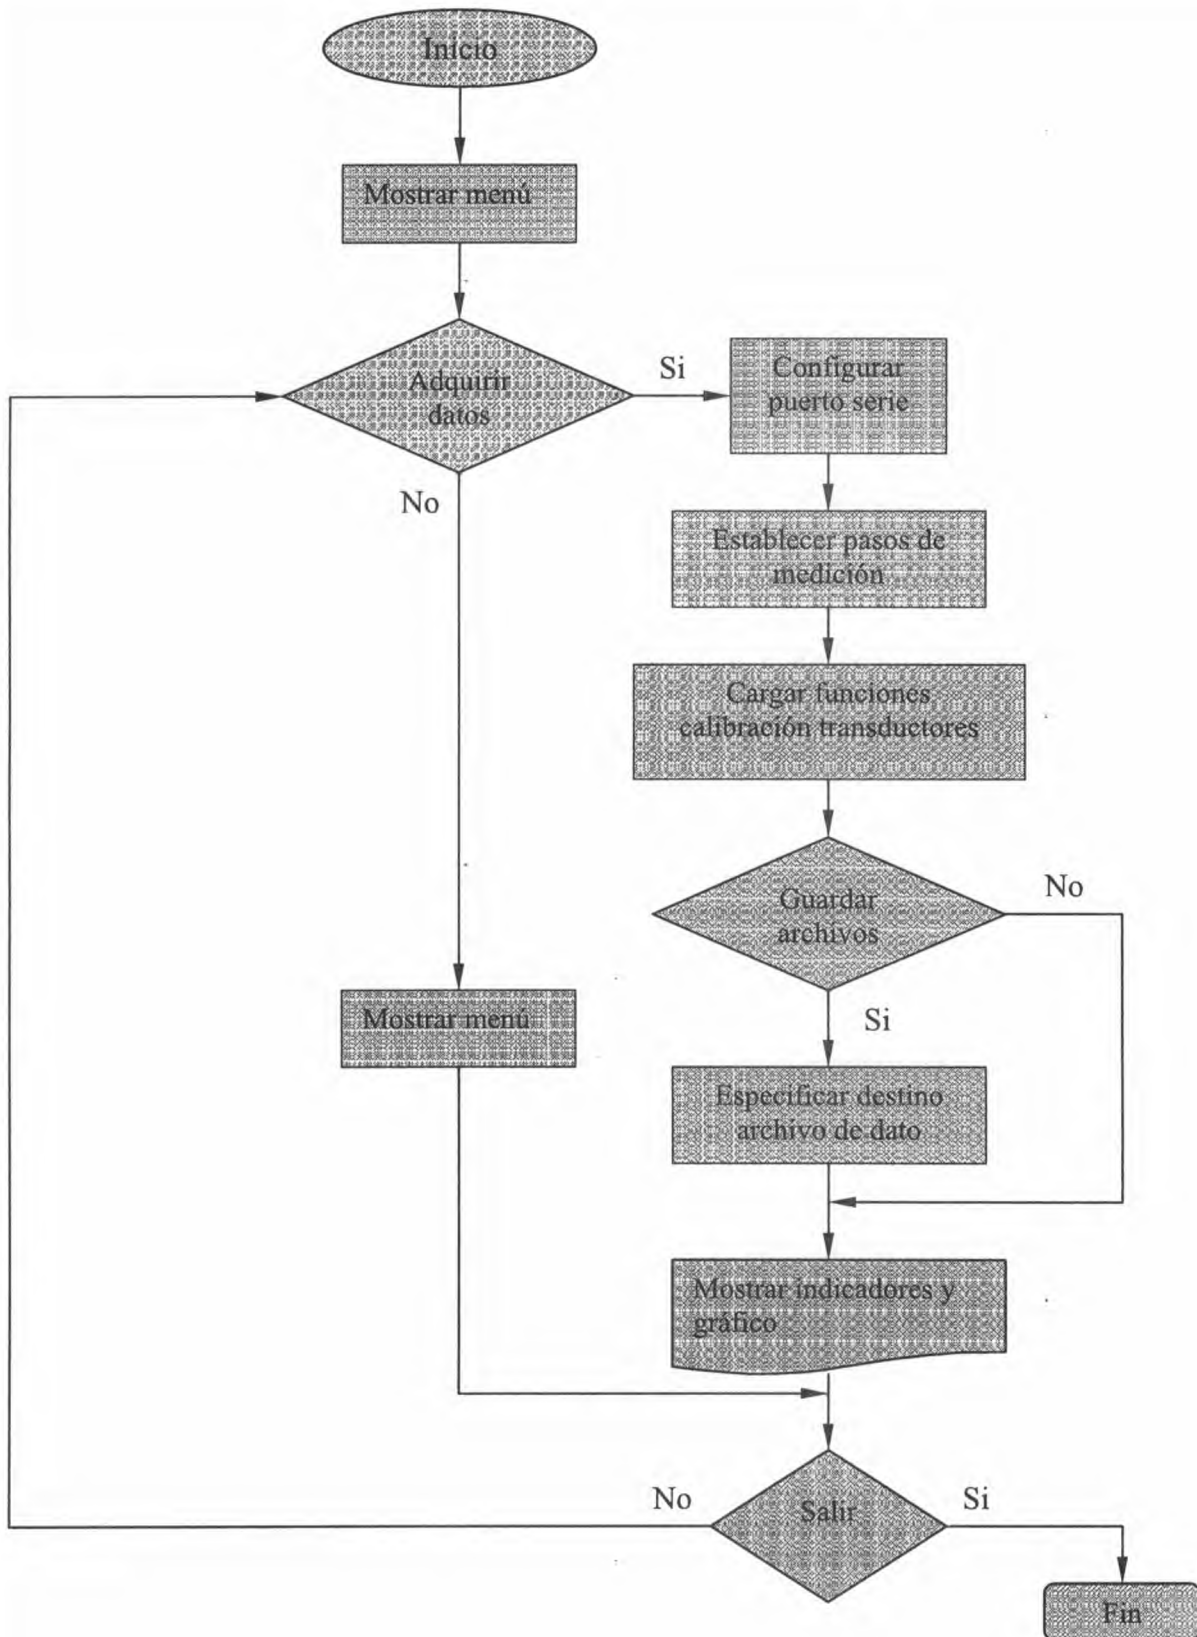 Inicio
Mostrar menú
Adquirir
datos
Si
Configurar
puerto serie
No
Establecer pasos de
medición
Cargar funciones
calibración transductores
Guardar
archivos
No
Si
Mostrar menú
Especificar destino
archivo de dato
Mostrar indicadores y
gráfico
No
Salir
Si
Fin